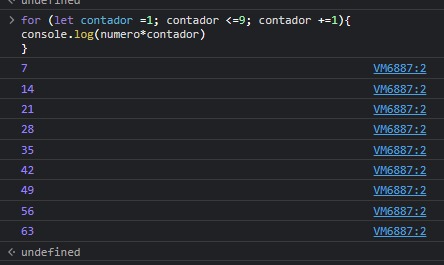 undefined
> for (let contador =1; contador <=9; contador +=1){
console.log(numero*contador)
}
7 VM6887:2
14 VM6887:2
21 VM6887:2
28 VM6887:2
35 VM6887:2
42 VM6887:2
49 VM6887:2
56 VM6887:2
63 VM6887:2
undefined